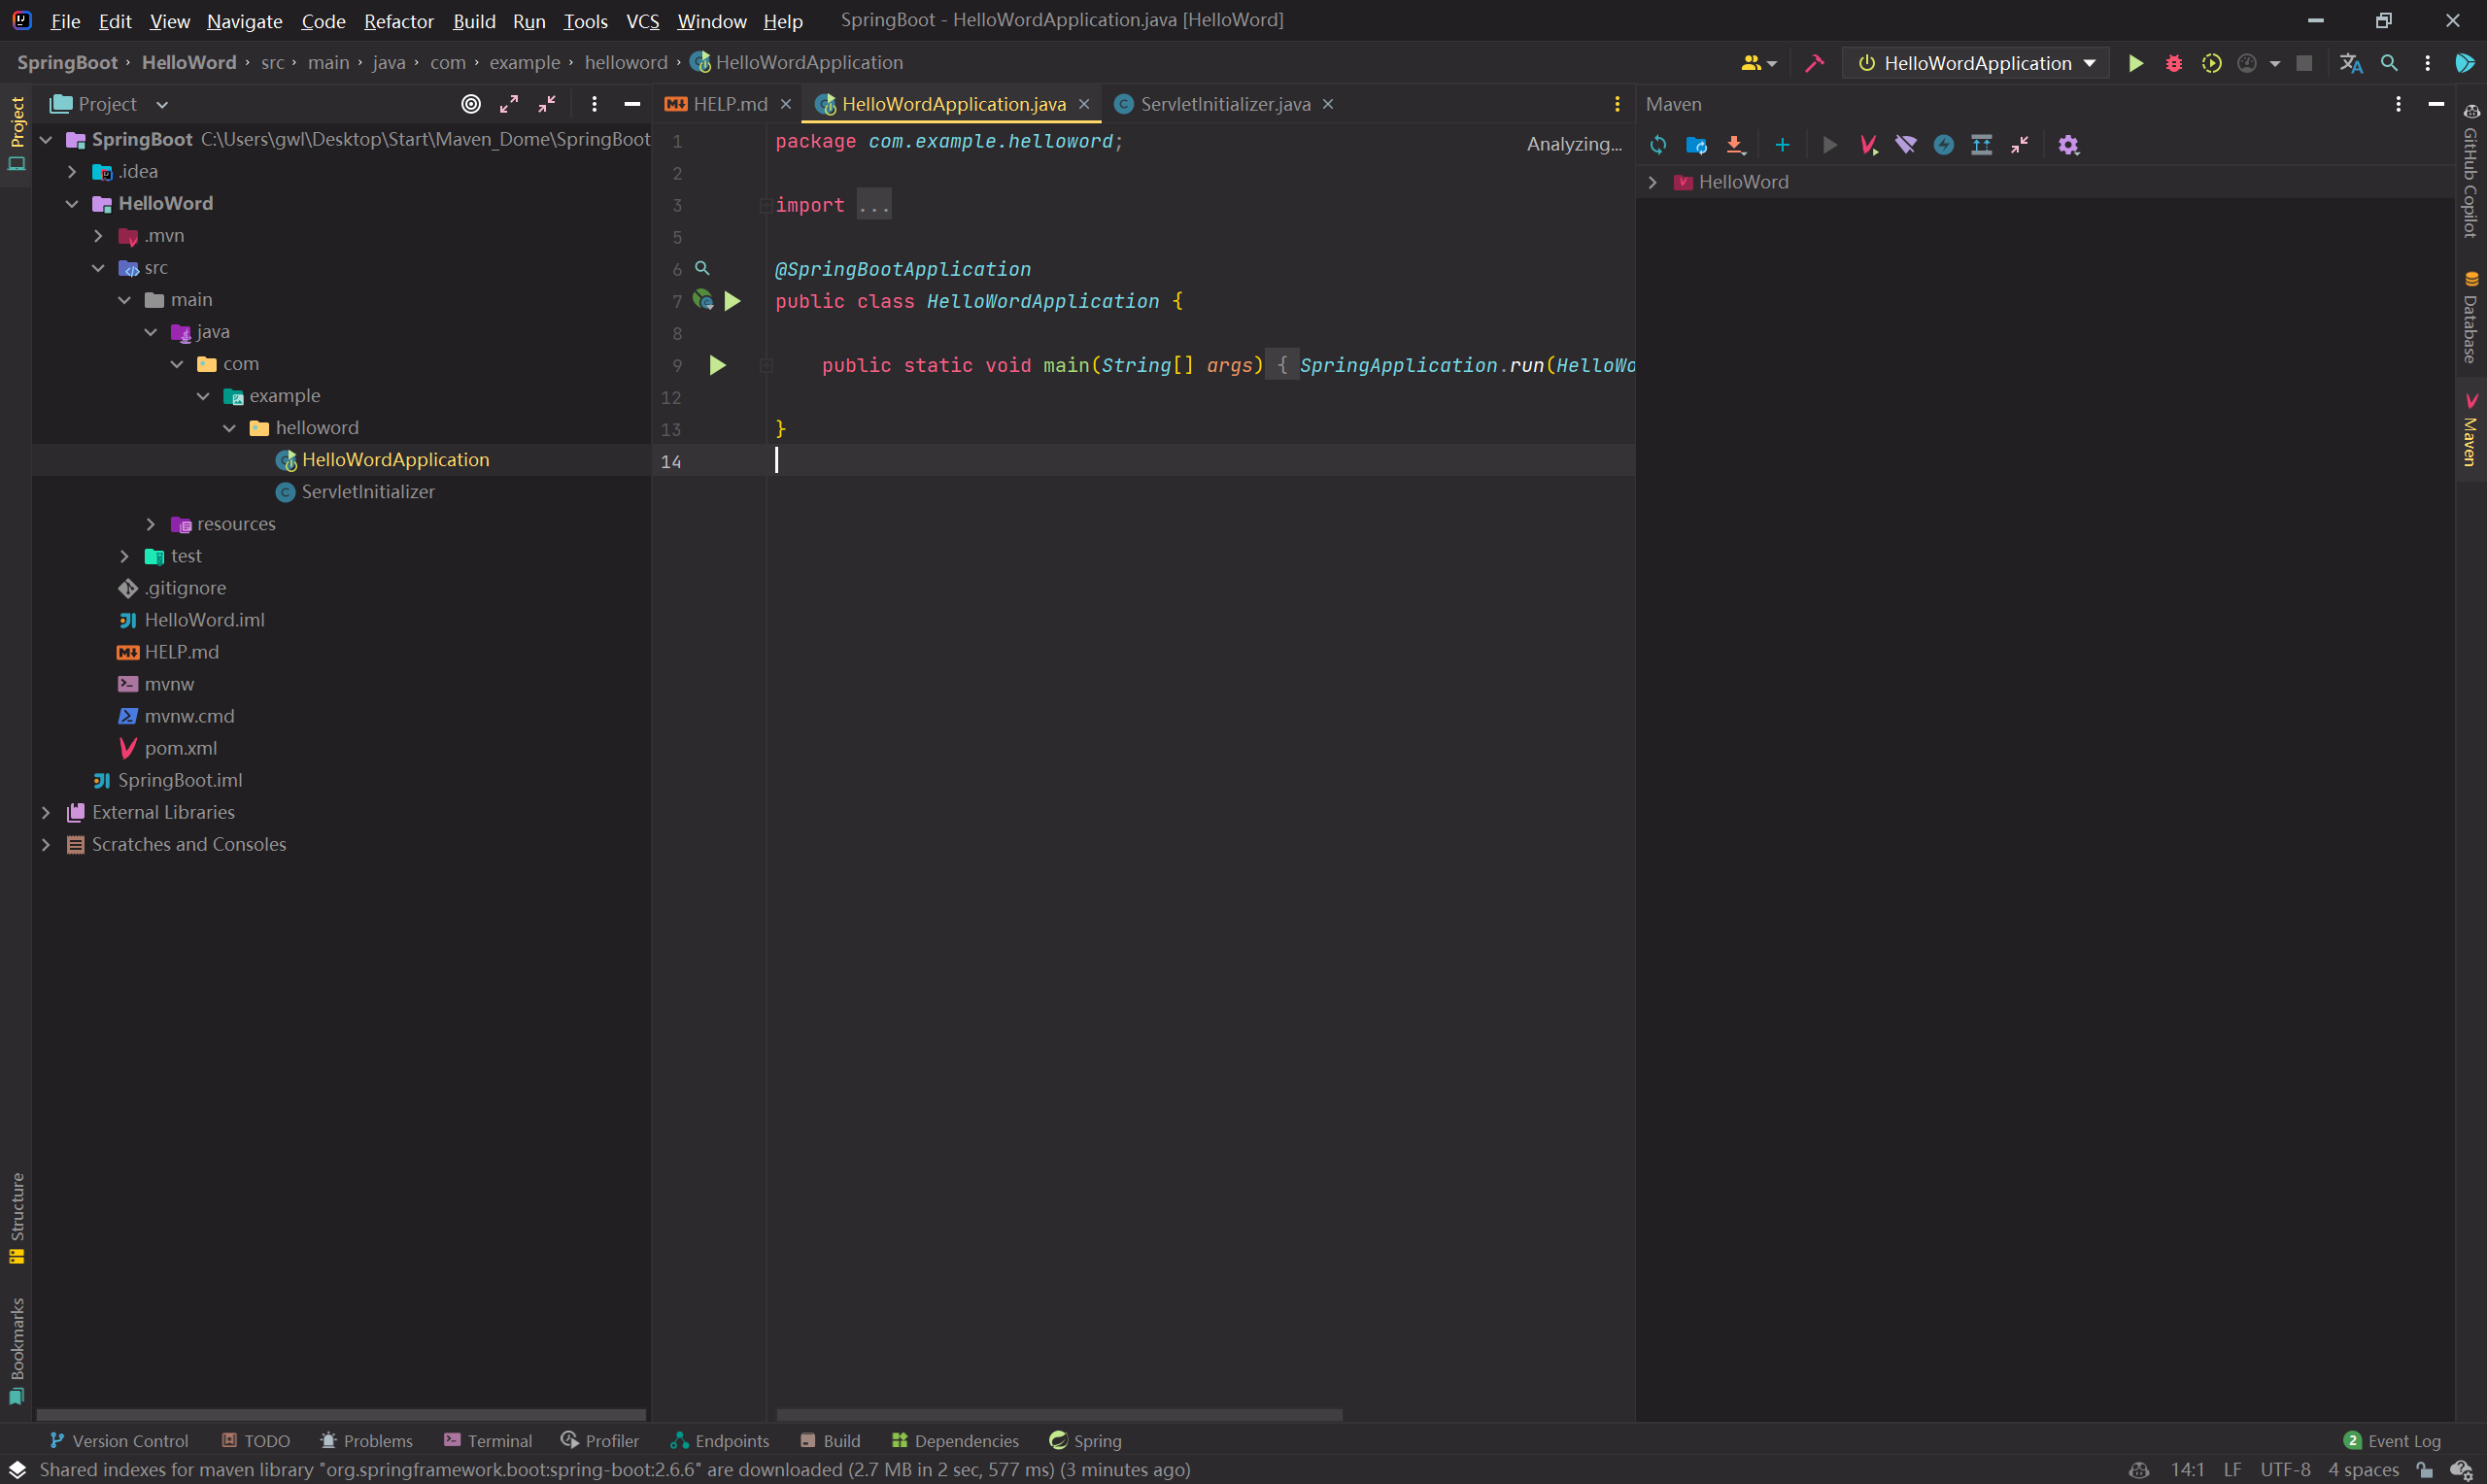 File Edit View Navigate Code Refactor Build Run Tools VCS Window Help SpringBoot - HelloWordApplication.java [HelloWord]
SpringBoot › HelloWord › src › main › java › com › example › helloword › HelloWordApplication
HelloWordApplication
Project
HELP.md
HelloWordApplication.java
ServletInitializer.java
Maven
Project
SpringBoot C:\Users\gwl\Desktop\Start\Maven_Dome\SpringBoot
.idea
HelloWord
.mvn
src
main
java
com
example
helloword
HelloWordApplication
ServletInitializer
resources
test
.gitignore
HelloWord.iml
HELP.md
mvnw
mvnw.cmd
pom.xml
SpringBoot.iml
External Libraries
Scratches and Consoles
Structure
Bookmarks
1 package com.example.helloword;
Analyzing...
2
3 import ...
5
6 @SpringBootApplication
7 public class HelloWordApplication {
8
9 public static void main(String[] args) { SpringApplication.run(HelloWo
12
13 }
14
HelloWord
GitHub Copilot
Database
Maven
Version Control TODO Problems Terminal Profiler Endpoints Build Dependencies Spring
2 Event Log
Shared indexes for maven library "org.springframework.boot:spring-boot:2.6.6" are downloaded (2.7 MB in 2 sec, 577 ms) (3 minutes ago)
14:1 LF UTF-8 4 spaces